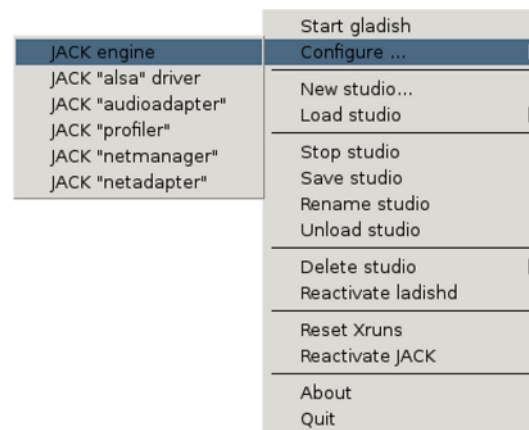 Start gladish
Configure ...
JACK engine
JACK "alsa" driver
JACK "audioadapter"
JACK "profiler"
JACK "netmanager"
JACK "netadapter"
New studio...
Load studio
Stop studio
Save studio
Rename studio
Unload studio
Delete studio
Reactivate ladishd
Reset Xruns
Reactivate JACK
About
Quit